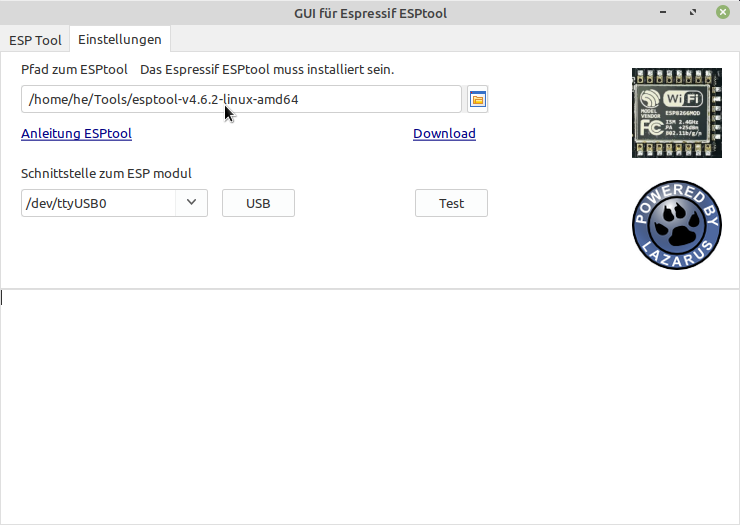 GUI für Espressif ESPtool
ESP Tool
Einstellungen
Pfad zum ESPtool
Das Espressif ESPtool muss installiert sein.
/home/he/Tools/esptool-v4.6.2-linux-amd64
Anleitung ESPtool
Download
Schnittstelle zum ESP modul
/dev/ttyUSB0
USB
Test
WiFi
MODEL
VENDOR
ESP8266MOD
FCC
ISM 2.4GHz
PA +25dBm
802.11b/g/n
POWERED BY
LAZARUS